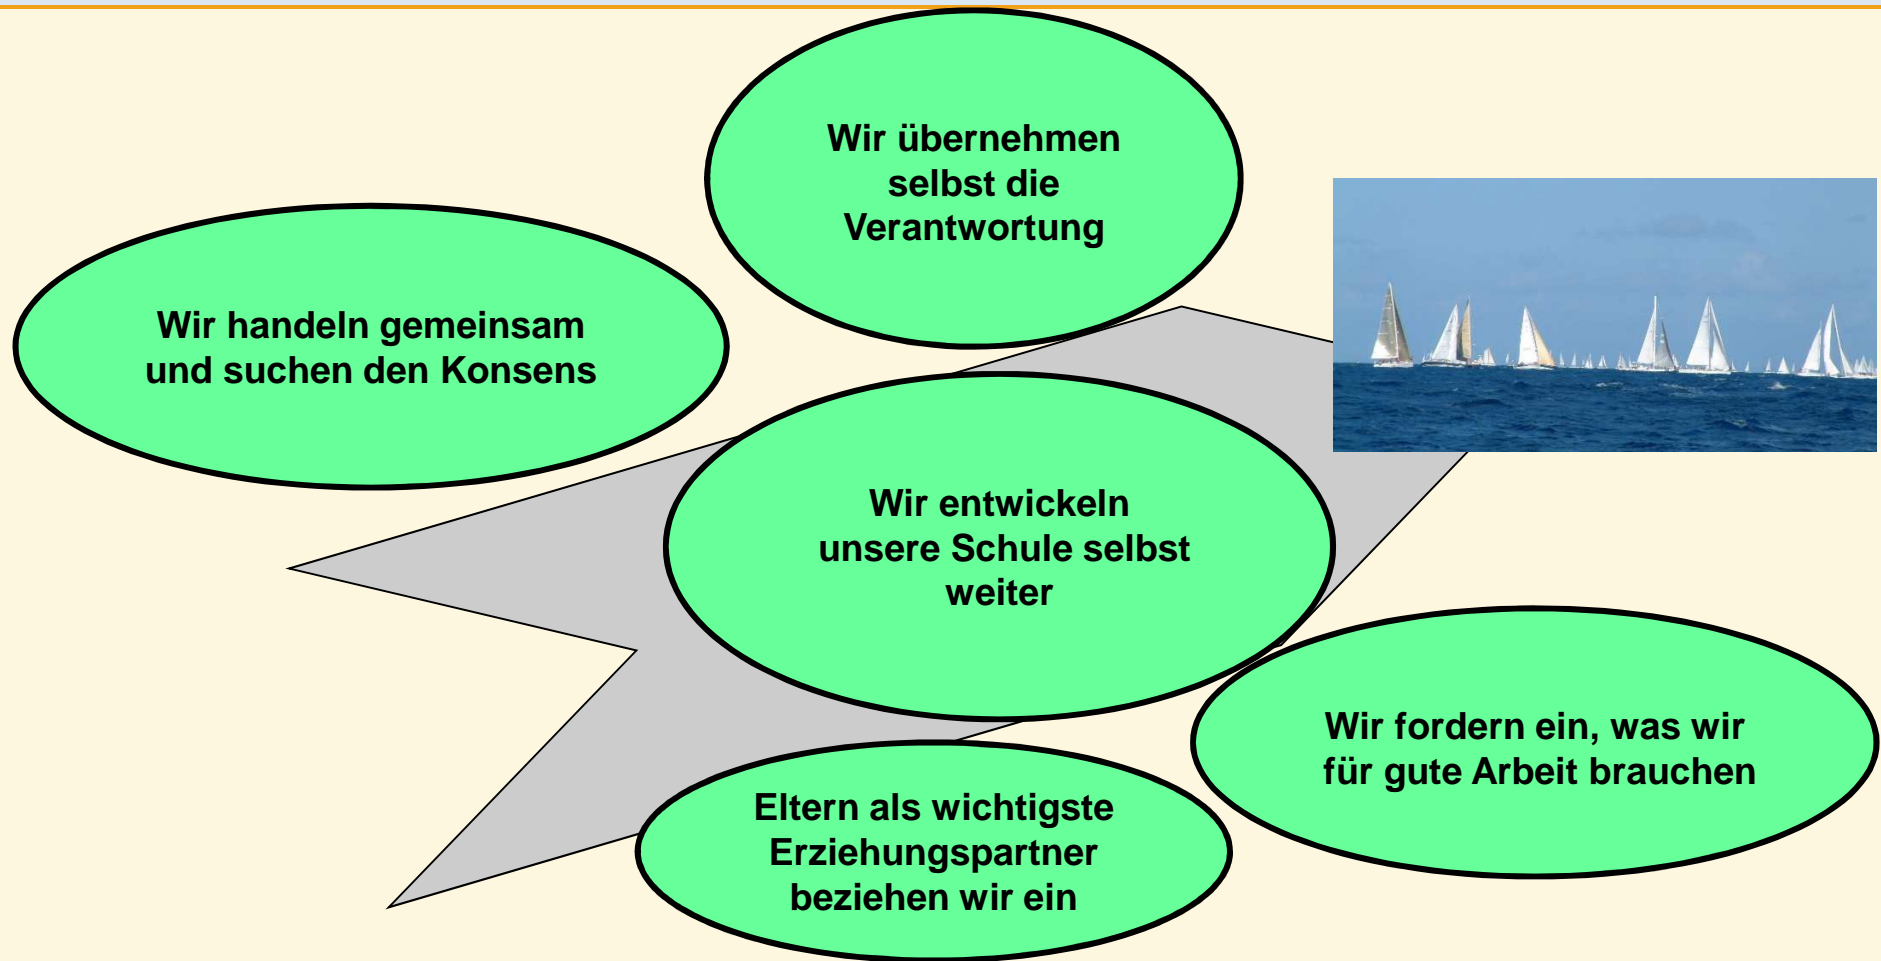 Wir übernehmen
selbst die
Verantwortung
Wir handeln gemeinsam
und suchen den Konsens
Wir entwickeln
unsere Schule selbst
weiter
Wir fordern ein, was wir
für gute Arbeit brauchen
Eltern als wichtigste
Erziehungspartner
beziehen wir ein